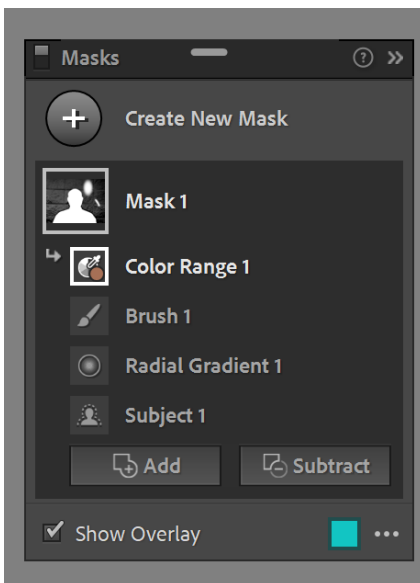 Masks
Create New Mask
Mask 1
Color Range 1
Brush 1
Radial Gradient 1
Subject 1
Add Subtract
Show Overlay